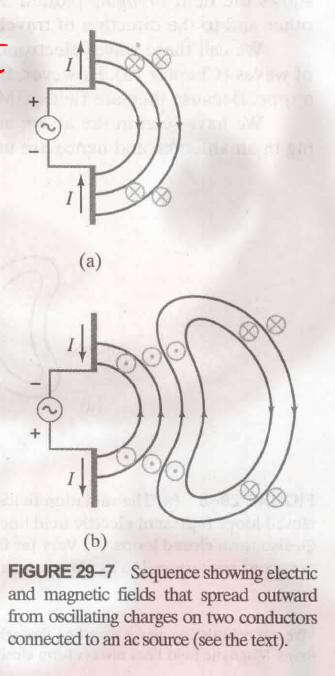 I
+
−
I
(a)
I
−
+
I
(b)
FIGURE 29–7 Sequence showing electric
and magnetic fields that spread outward
from oscillating charges on two conductors
connected to an ac source (see the text).